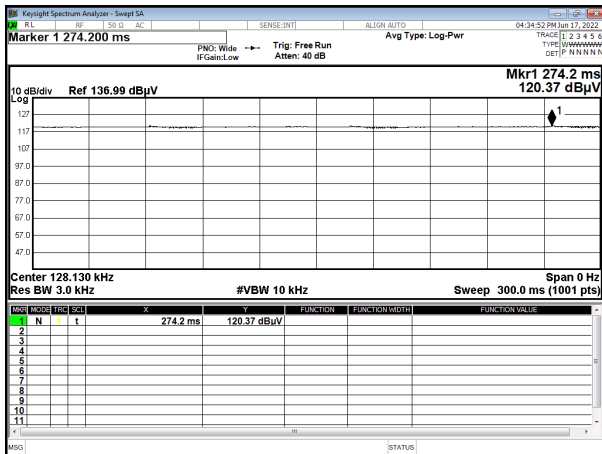 Keysight Spectrum Analyzer - Swept SA
RL RF 50 Ω AC SENSE:INT ALIGN AUTO 04:34:52 PM Jun 17, 2022
Marker 1 274.200 ms
PNO: Wide Trig: Free Run Avg Type: Log-Pwr TRACE 1 2 3 4 5 6
IFGain:Low Atten: 40 dB TYPE WWWWWW
DET P NNNNN
Mkr1 274.2 ms
10 dB/div Ref 136.99 dBµV 120.37 dBµV
Log
1
127
117
107
97.0
87.0
77.0
67.0
57.0
47.0
Center 128.130 kHz Span 0 Hz
Res BW 3.0 kHz #VBW 10 kHz Sweep 300.0 ms (1001 pts)
MKR MODE TRC SCL X Y FUNCTION FUNCTION WIDTH FUNCTION VALUE
1 N 1 t 274.2 ms 120.37 dBµV
2
3
4
5
6
7
8
9
10
11
MSG STATUS